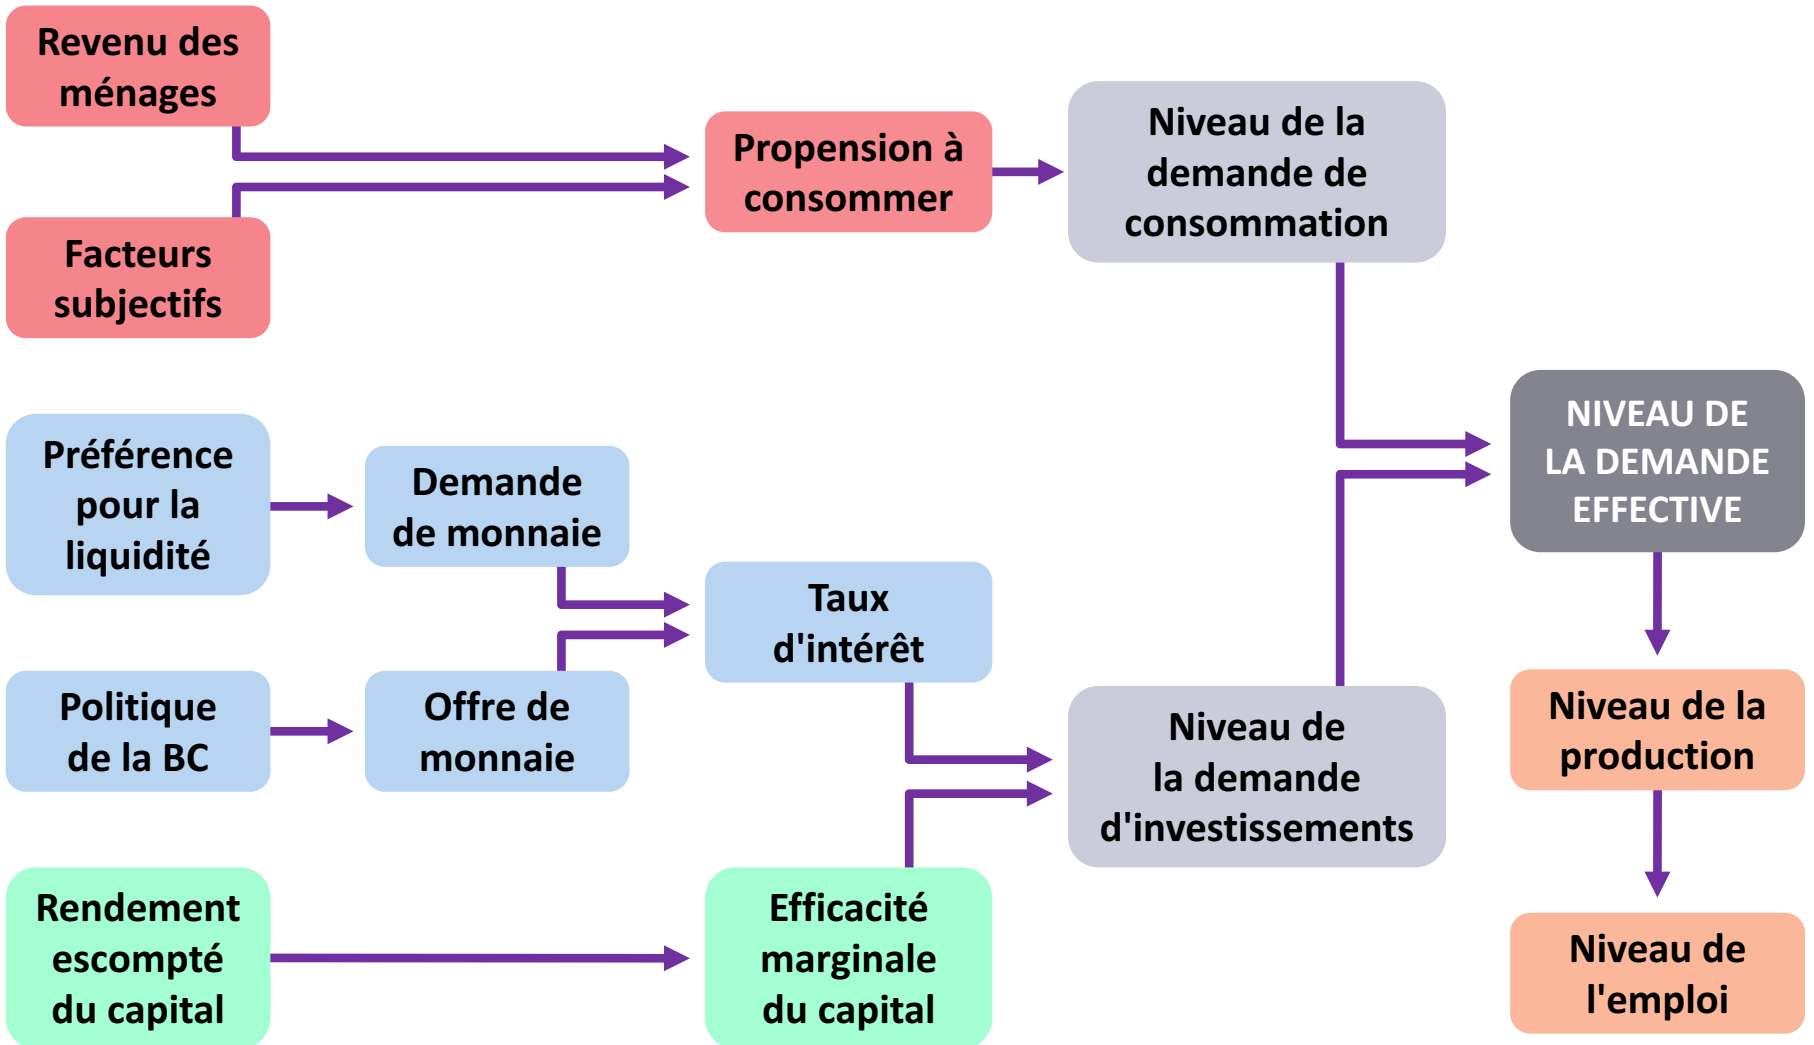 Revenu des
ménages
Facteurs
subjectifs
Propension à
consommer
Niveau de la
demande de
consommation
Préférence
pour la
liquidité
Demande
de monnaie
Politique
de la BC
Offre de
monnaie
Taux
d'intérêt
Rendement
escompté
du capital
Efficacité
marginale
du capital
Niveau de
la demande
d'investissements
NIVEAU DE
LA DEMANDE
EFFECTIVE
Niveau de la
production
Niveau de
l'emploi